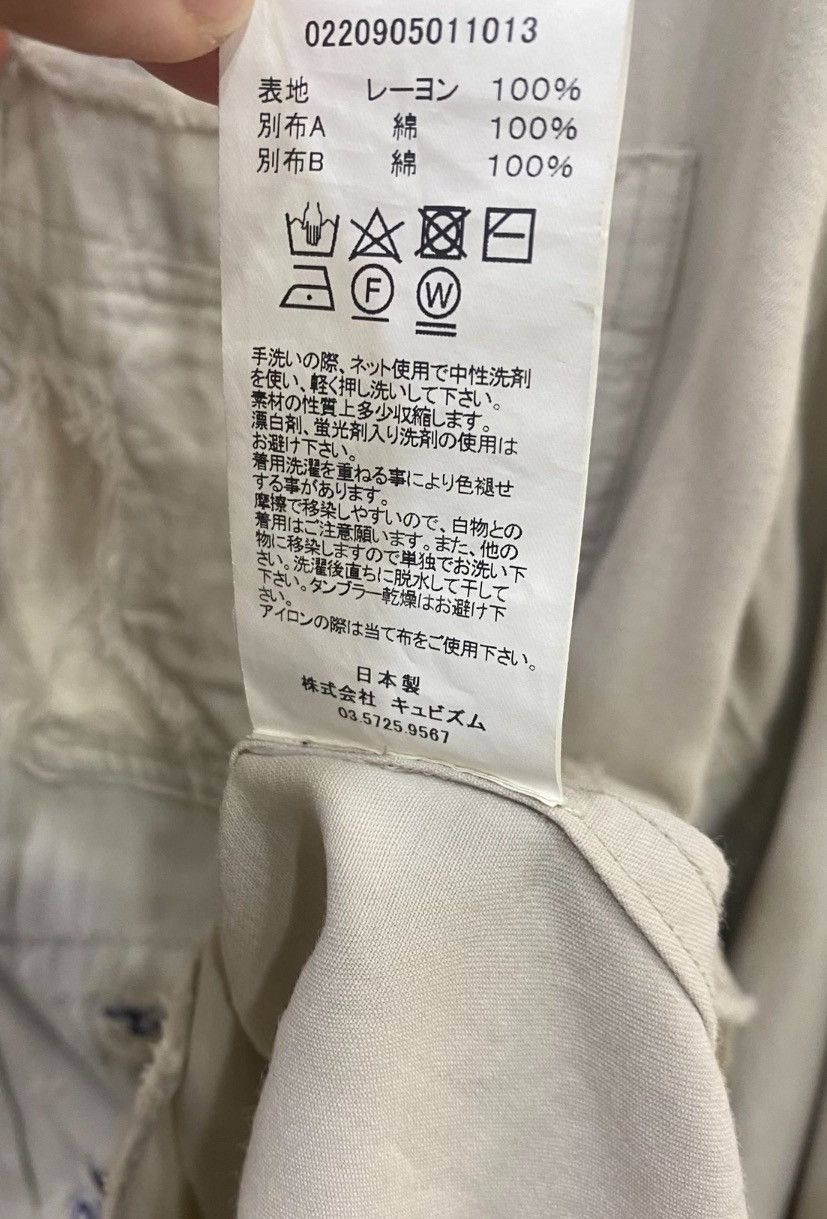 0220905011013
表地 レーヨン 100%
別布A 綿 100%
別布B 綿 100%
F W
手洗いの際、ネット使用で中性洗剤
を使い、軽く押し洗いして下さい。
素材の性質上多少収縮します。
漂白剤、蛍光剤入り洗剤の使用は
お避け下さい。
着用洗濯を重ねる事により色褪せ
する事があります。
摩擦で移染しやすいので、白物との
着用はご注意願います。また、他の
物に移染しますので単独でお洗い下
さい。洗濯後直ちに脱水して干して
下さい。タンブラー乾燥はお避け下
さい。
アイロンの際は当て布をご使用下さい。
日本製
株式会社 キュビズム
03.5725.9567